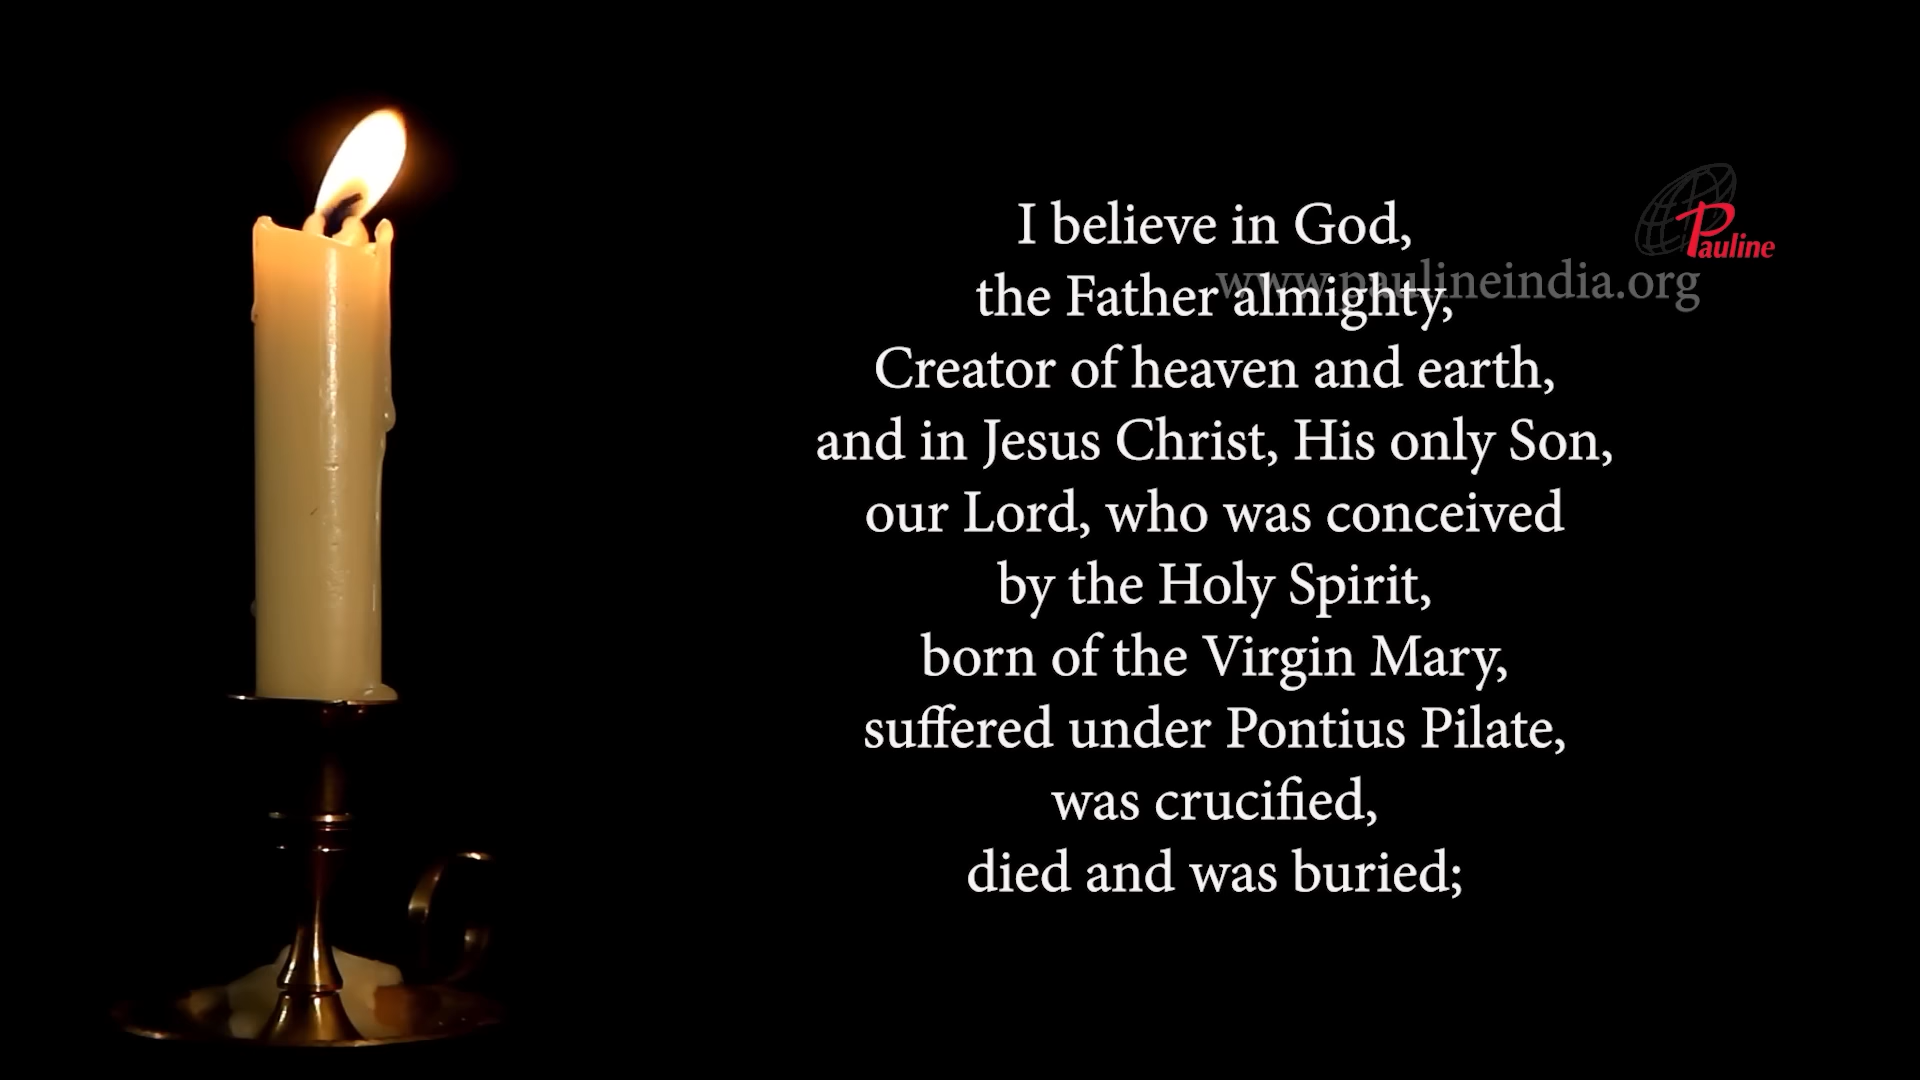 I believe in God,
the Father almighty,
Creator of heaven and earth,
and in Jesus Christ, His only Son,
our Lord, who was conceived
by the Holy Spirit,
born of the Virgin Mary,
suffered under Pontius Pilate,
was crucified,
died and was buried;
Pauline
www.paulineindia.org